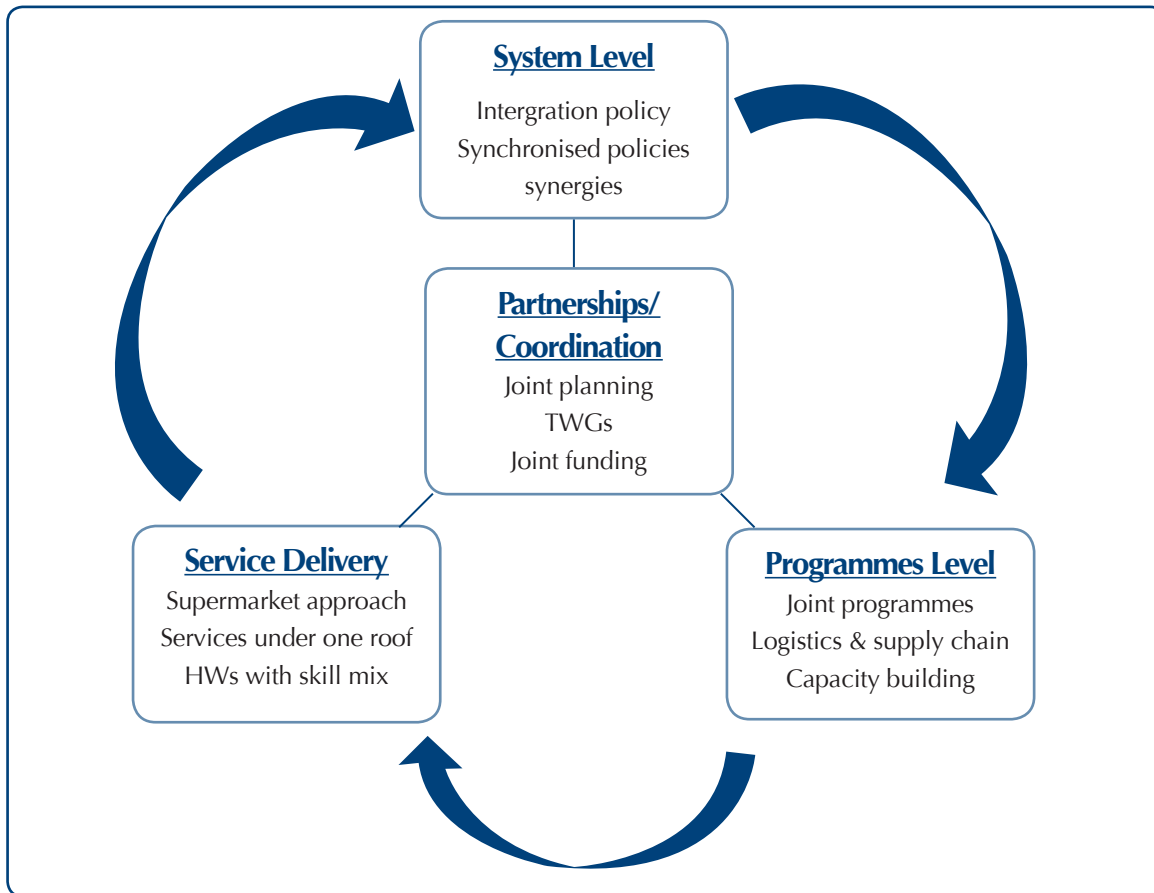 System Level
Intergration policy
Synchronised policies
synergies
Partnerships/
Coordination
Joint planning
TWGs
Joint funding
Service Delivery
Supermarket approach
Services under one roof
HWs with skill mix
Programmes Level
Joint programmes
Logistics & supply chain
Capacity building